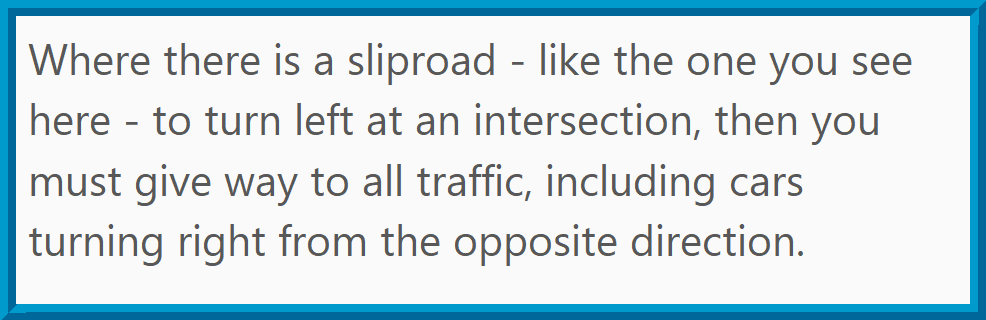 Where there is a sliproad - like the one you see
here - to turn left at an intersection, then you
must give way to all traffic, including cars
turning right from the opposite direction.